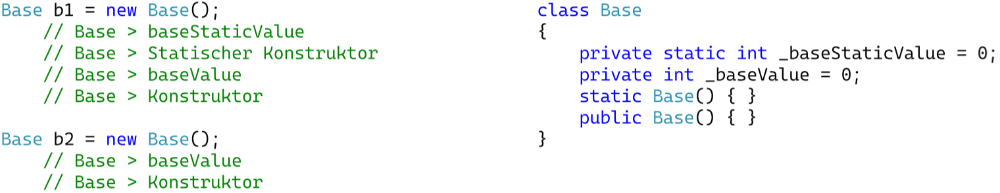 Base b1 = new Base();
    // Base > baseStaticValue
    // Base > Statischer Konstruktor
    // Base > baseValue
    // Base > Konstruktor

Base b2 = new Base();
    // Base > baseValue
    // Base > Konstruktor

class Base
{
    private static int _baseStaticValue = 0;
    private int _baseValue = 0;
    static Base() { }
    public Base() { }
}